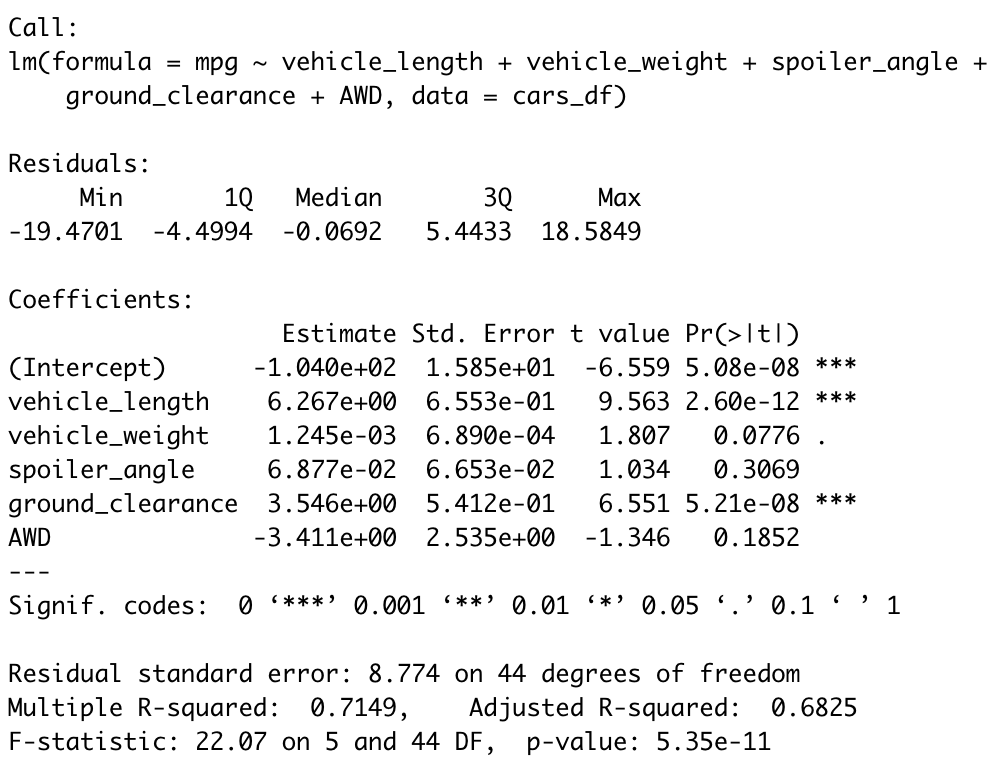 Call:
lm(formula = mpg ~ vehicle_length + vehicle_weight + spoiler_angle +
    ground_clearance + AWD, data = cars_df)

Residuals:
     Min       1Q   Median       3Q      Max
-19.4701  -4.4994  -0.0692   5.4433  18.5849

Coefficients:
                   Estimate Std. Error t value Pr(>|t|)
(Intercept)      -1.040e+02  1.585e+01  -6.559 5.08e-08 ***
vehicle_length    6.267e+00  6.553e-01   9.563 2.60e-12 ***
vehicle_weight    1.245e-03  6.890e-04   1.807   0.0776 .
spoiler_angle     6.877e-02  6.653e-02   1.034   0.3069
ground_clearance  3.546e+00  5.412e-01   6.551 5.21e-08 ***
AWD              -3.411e+00  2.535e+00  -1.346   0.1852
---
Signif. codes:  0 ‘***’ 0.001 ‘**’ 0.01 ‘*’ 0.05 ‘.’ 0.1 ‘ ’ 1

Residual standard error: 8.774 on 44 degrees of freedom
Multiple R-squared:  0.7149,    Adjusted R-squared:  0.6825
F-statistic: 22.07 on 5 and 44 DF,  p-value: 5.35e-11